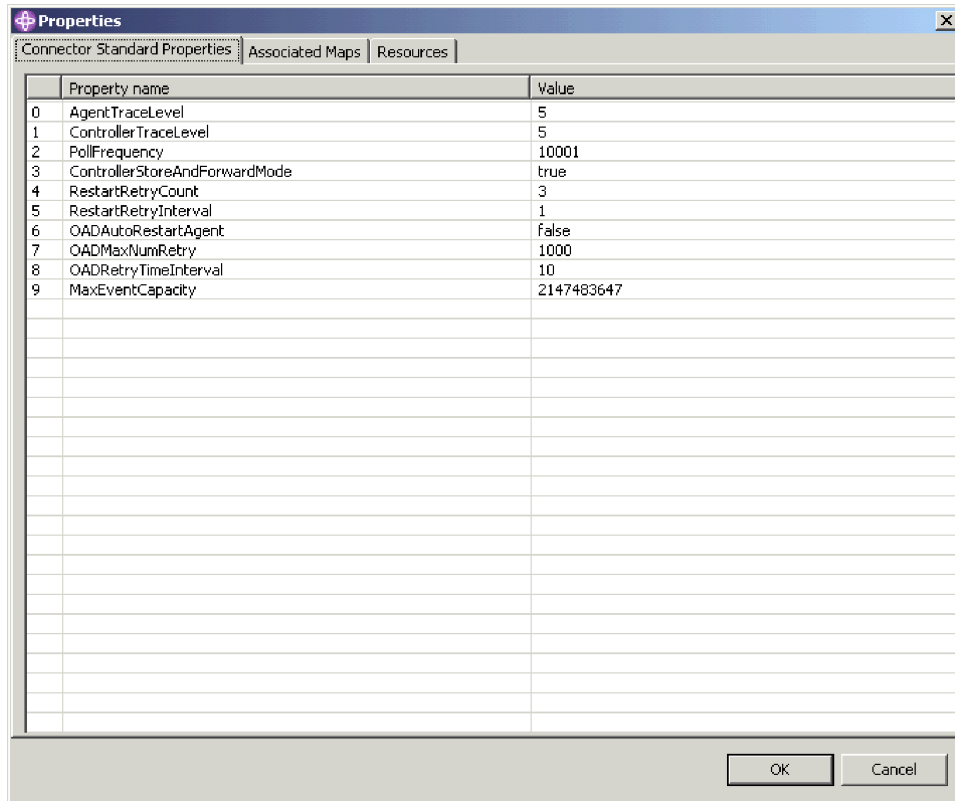 Properties
Connector Standard Properties Associated Maps Resources
Property name Value
0 AgentTraceLevel 5
1 ControllerTraceLevel 5
2 PollFrequency 10001
3 ControllerStoreAndForwardMode true
4 RestartRetryCount 3
5 RestartRetryInterval 1
6 OADAutoRestartAgent false
7 OADMaxNumRetry 1000
8 OADRetryTimeInterval 10
9 MaxEventCapacity 2147483647
OK Cancel